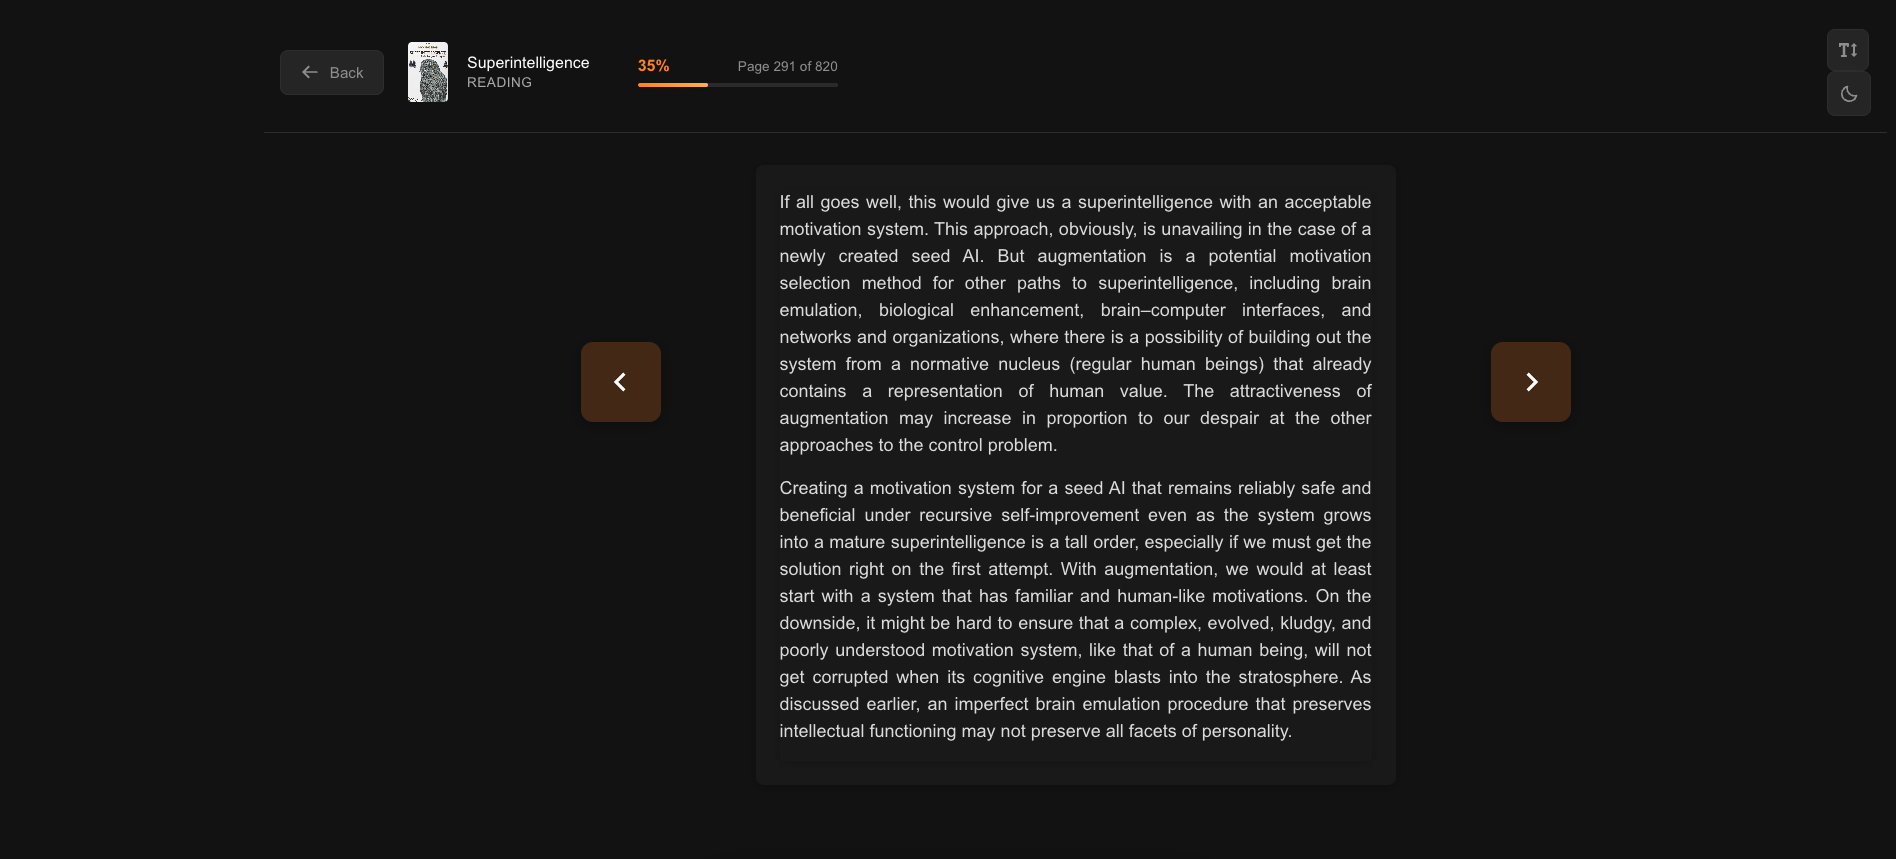 Back
Superintelligence
READING
35%
Page 291 of 820
If all goes well, this would give us a superintelligence with an acceptable
motivation system. This approach, obviously, is unavailing in the case of a
newly created seed AI. But augmentation is a potential motivation
selection method for other paths to superintelligence, including brain
emulation, biological enhancement, brain–computer interfaces, and
networks and organizations, where there is a possibility of building out the
system from a normative nucleus (regular human beings) that already
contains a representation of human value. The attractiveness of
augmentation may increase in proportion to our despair at the other
approaches to the control problem.
Creating a motivation system for a seed AI that remains reliably safe and
beneficial under recursive self-improvement even as the system grows
into a mature superintelligence is a tall order, especially if we must get the
solution right on the first attempt. With augmentation, we would at least
start with a system that has familiar and human-like motivations. On the
downside, it might be hard to ensure that a complex, evolved, kludgy, and
poorly understood motivation system, like that of a human being, will not
get corrupted when its cognitive engine blasts into the stratosphere. As
discussed earlier, an imperfect brain emulation procedure that preserves
intellectual functioning may not preserve all facets of personality.